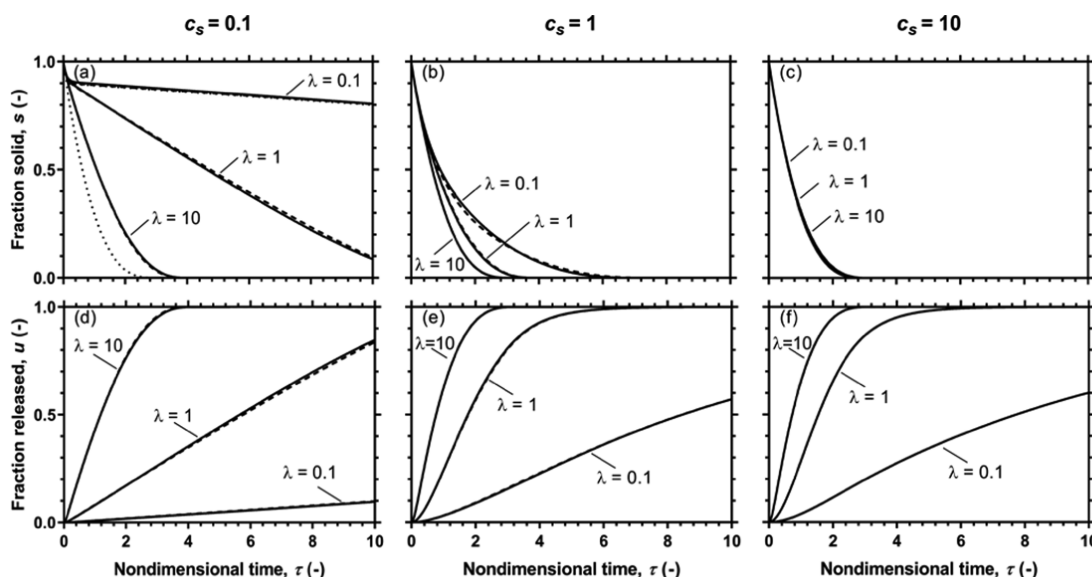 c_s = 0.1
c_s = 1
c_s = 10
Fraction solid, s (-)
1.0
0.5
0.0
(a)
λ = 0.1
λ = 1
λ = 10
(b)
λ = 0.1
λ = 1
λ = 10
(c)
λ = 0.1
λ = 1
λ = 10
Fraction released, u (-)
1.0
0.5
0.0
(d)
λ = 10
λ = 1
λ = 0.1
(e)
λ=10
λ = 1
λ = 0.1
(f)
λ=10
λ = 1
λ = 0.1
0 2 4 6 8 10
0 2 4 6 8 10
0 2 4 6 8 10
Nondimensional time, τ (-)
Nondimensional time, τ (-)
Nondimensional time, τ (-)